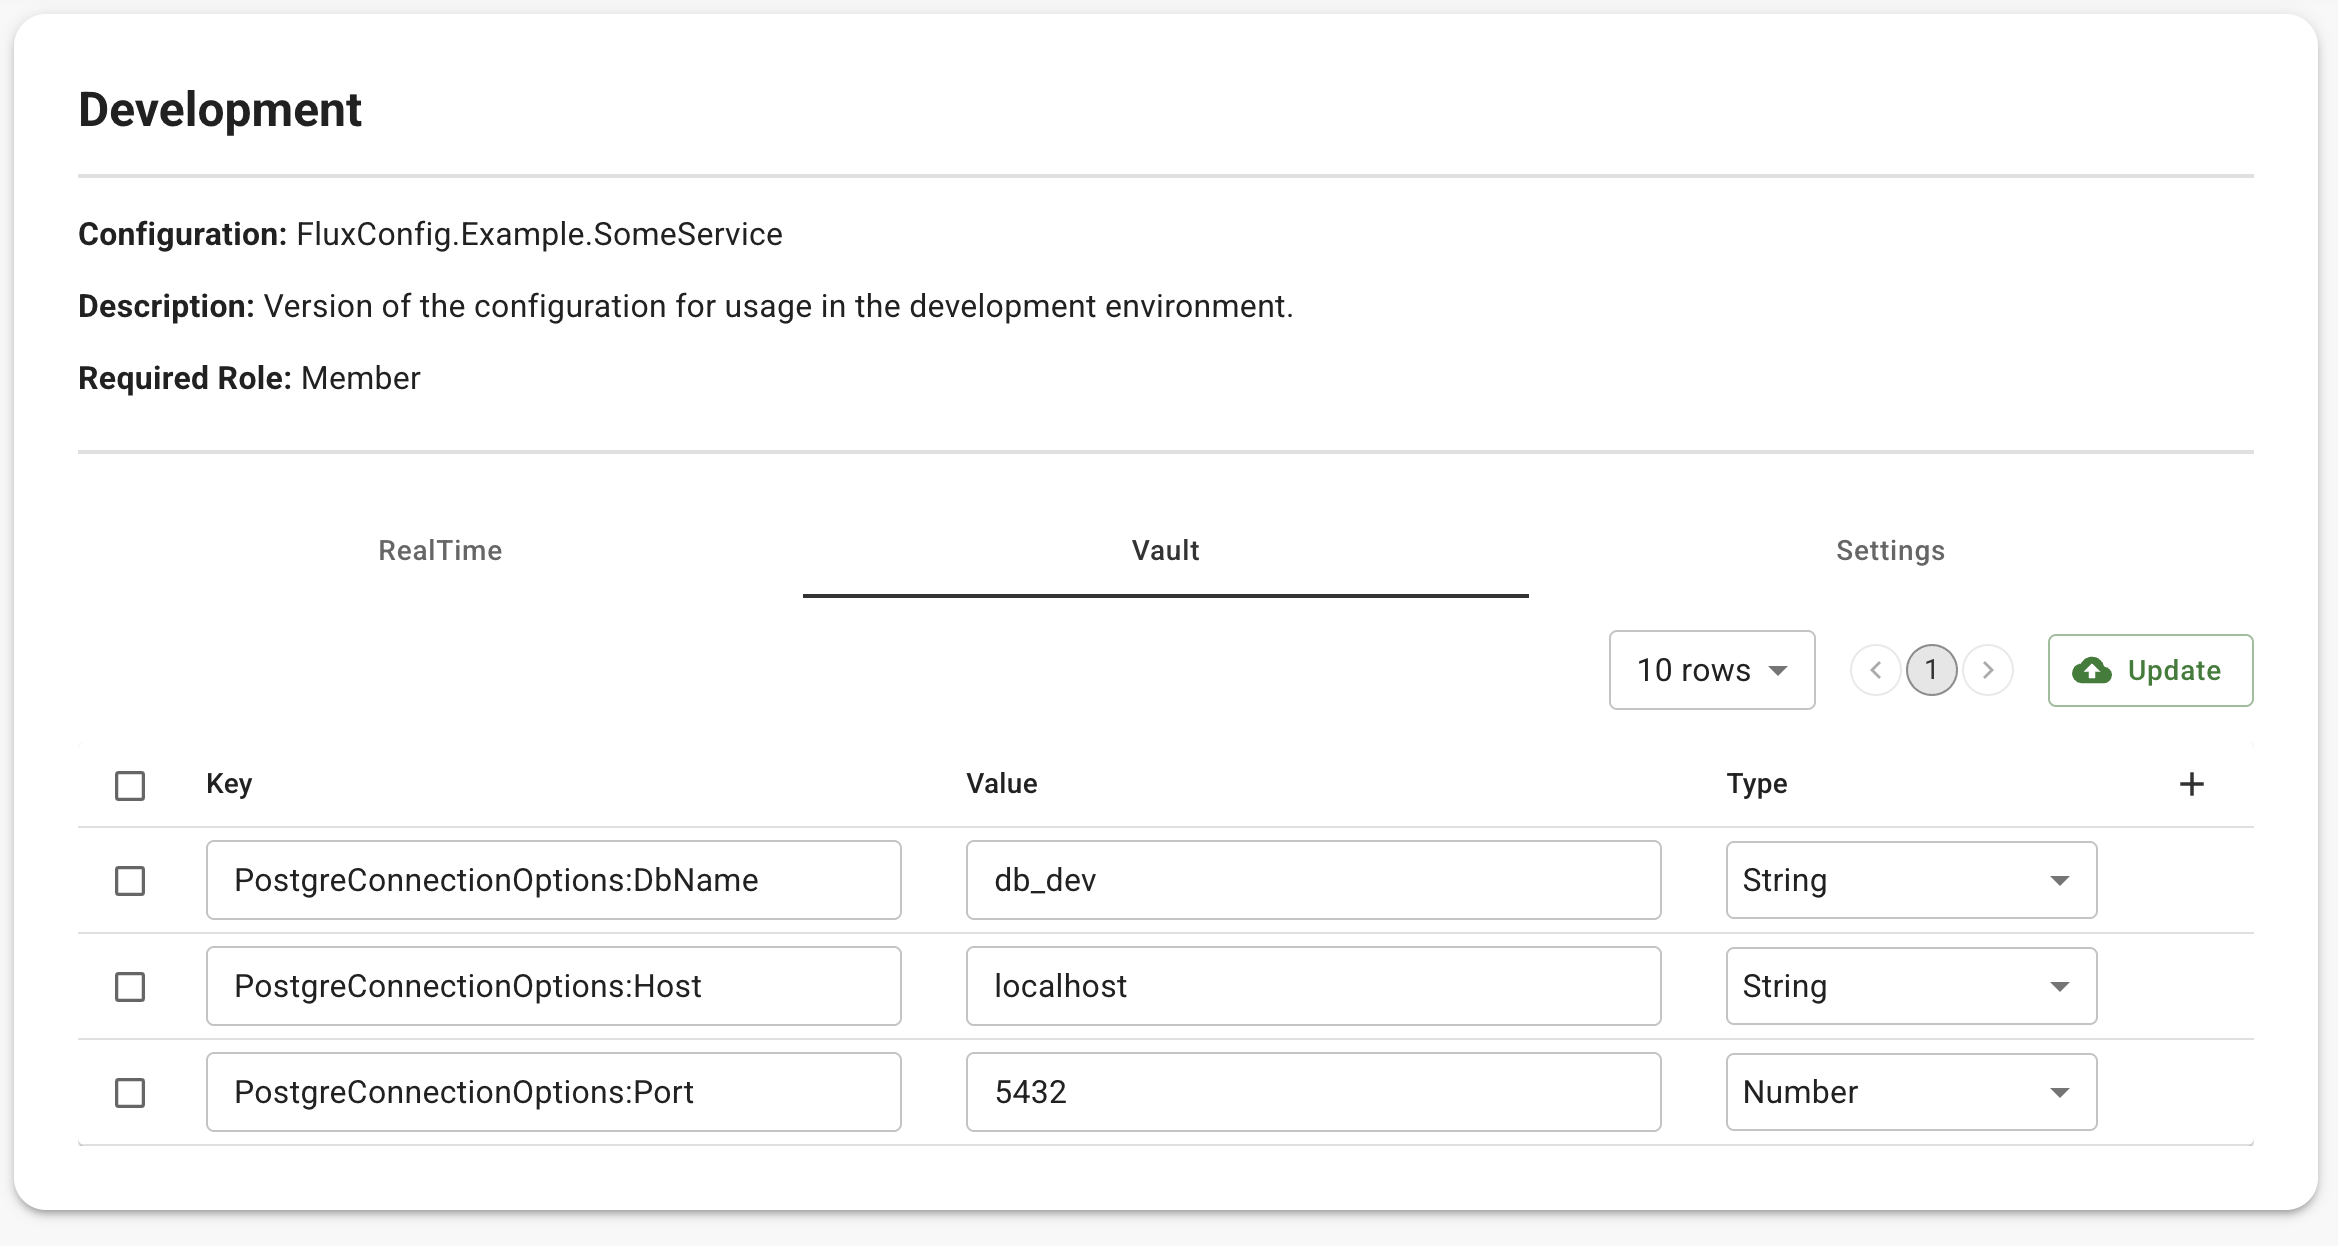 Development
Configuration: FluxConfig.Example.SomeService
Description: Version of the configuration for usage in the development environment.
Required Role: Member
RealTime Vault Settings
10 rows 1 Update
Key Value Type +
PostgreConnectionOptions:DbName db_dev String
PostgreConnectionOptions:Host localhost String
PostgreConnectionOptions:Port 5432 Number